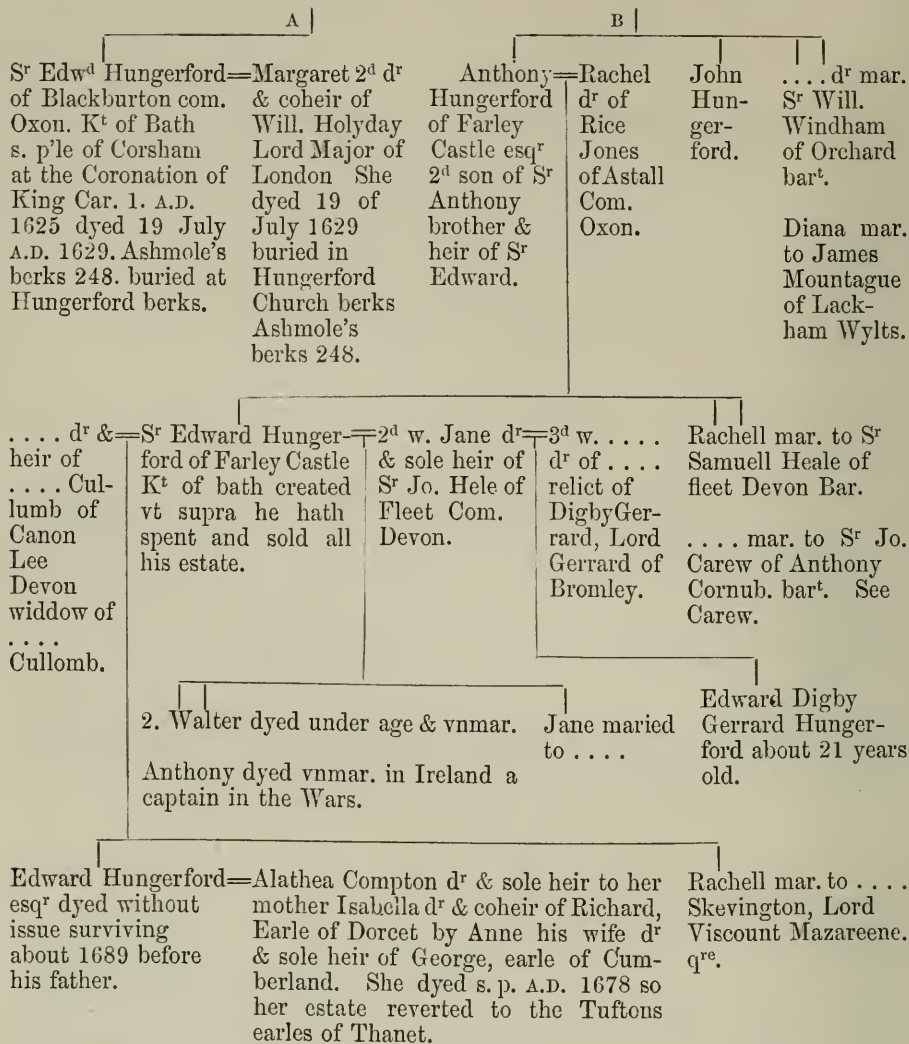 A B
Sr Edwd Hungerford=Margaret 2d dr
of Blackburton com. & coheir of
Oxon. Kt of Bath Will. Holyday
s. p'le of Corsham Lord Major of
at the Coronation of London She
King Car. 1. A.D. dyed 19 of
1625 dyed 19 July July 1629
A.D. 1629. Ashmole's buried in
berks 248. buried at Hungerford
Hungerford berks. Church berks
Ashmole's
berks 248.
Anthony=Rachel
Hungerford dr of
of Farley Rice
Castle esqr Jones
2d son of Sr of Astall
Anthony Com.
brother & Oxon.
heir of Sr
Edward.
John
Hun-
ger-
ford.
. . . . dr mar.
Sr Will.
Windham
of Orchard
bart.
Diana mar.
to James
Mountague
of Lack-
ham Wylts.
. . . . dr &=Sr Edward Hunger-=2d w. Jane dr=3d w. . . . . .
heir of ford of Farley Castle & sole heir of dr of . . . .
. . . . Cul- Kt of bath created Sr Jo. Hele of relict of
lumb of vt supra he hath Fleet Com. Digby Ger-
Canon spent and sold all Devon. rard, Lord
Lee his estate. Gerrard of
Devon Bromley.
widdow of
. . . .
Cullomb.
Rachell mar. to Sr
Samuell Heale of
fleet Devon Bar.
. . . . mar. to Sr Jo.
Carew of Anthony
Cornub. bart. See
Carew.
2. Walter dyed under age & vnmar.
Anthony dyed vnmar. in Ireland a
captain in the Wars.
Jane maried
to . . . .
Edward Digby
Gerrard Hunger-
ford about 21 years
old.
Edward Hungerford=Alathea Compton dr & sole heir to her
esqr dyed without mother Isabella dr & coheir of Richard,
issue surviving Earle of Dorcet by Anne his wife dr
about 1689 before & sole heir of George, earle of Cum-
his father. berland. She dyed s. p. A.D. 1678 so
her estate reverted to the Tuftons
earles of Thanet.
Rachell mar. to . . . .
Skevington, Lord
Viscount Mazareene.
qre.